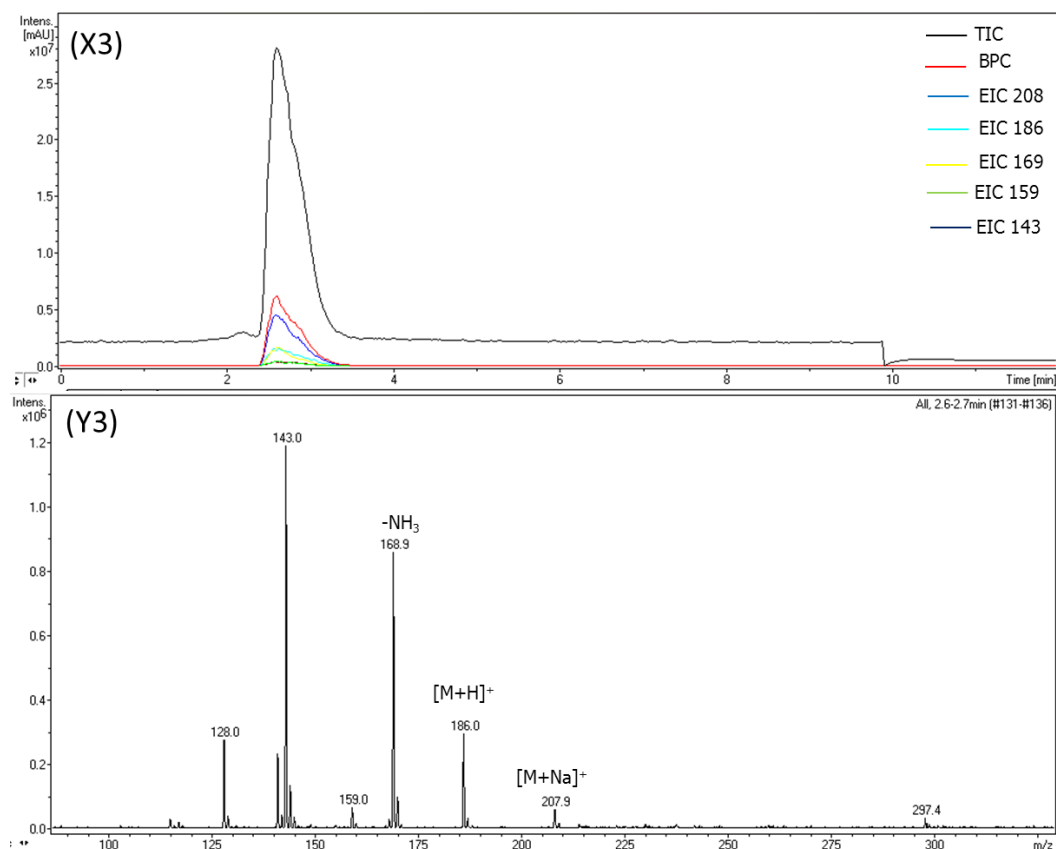 Intens.
[mAU]
x10⁷
(X3)
TIC
BPC
EIC 208
EIC 186
EIC 169
EIC 159
EIC 143
2.5
2.0
1.5
1.0
0.5
0.0
0 2 4 6 8 10 Time [min]
Intens.
x10⁶
(Y3)
All, 2.6-2.7min (#131-#136)
143.0
1.2
-NH₃
168.9
1.0
0.8
0.6
[M+H]⁺
186.0
0.4
128.0
[M+Na]⁺
207.9
0.2
159.0
297.4
0.0
100 125 150 175 200 225 250 275 300 m/z